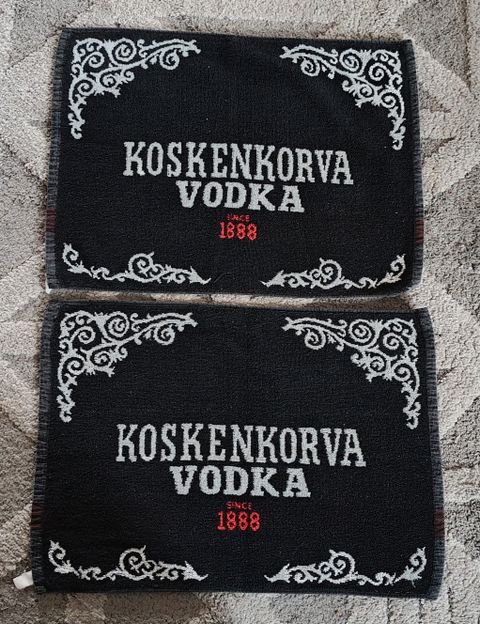 KOSKENKORVA
VODKA
SINCE
1888
KOSKENKORVA
VODKA
SINCE
1888